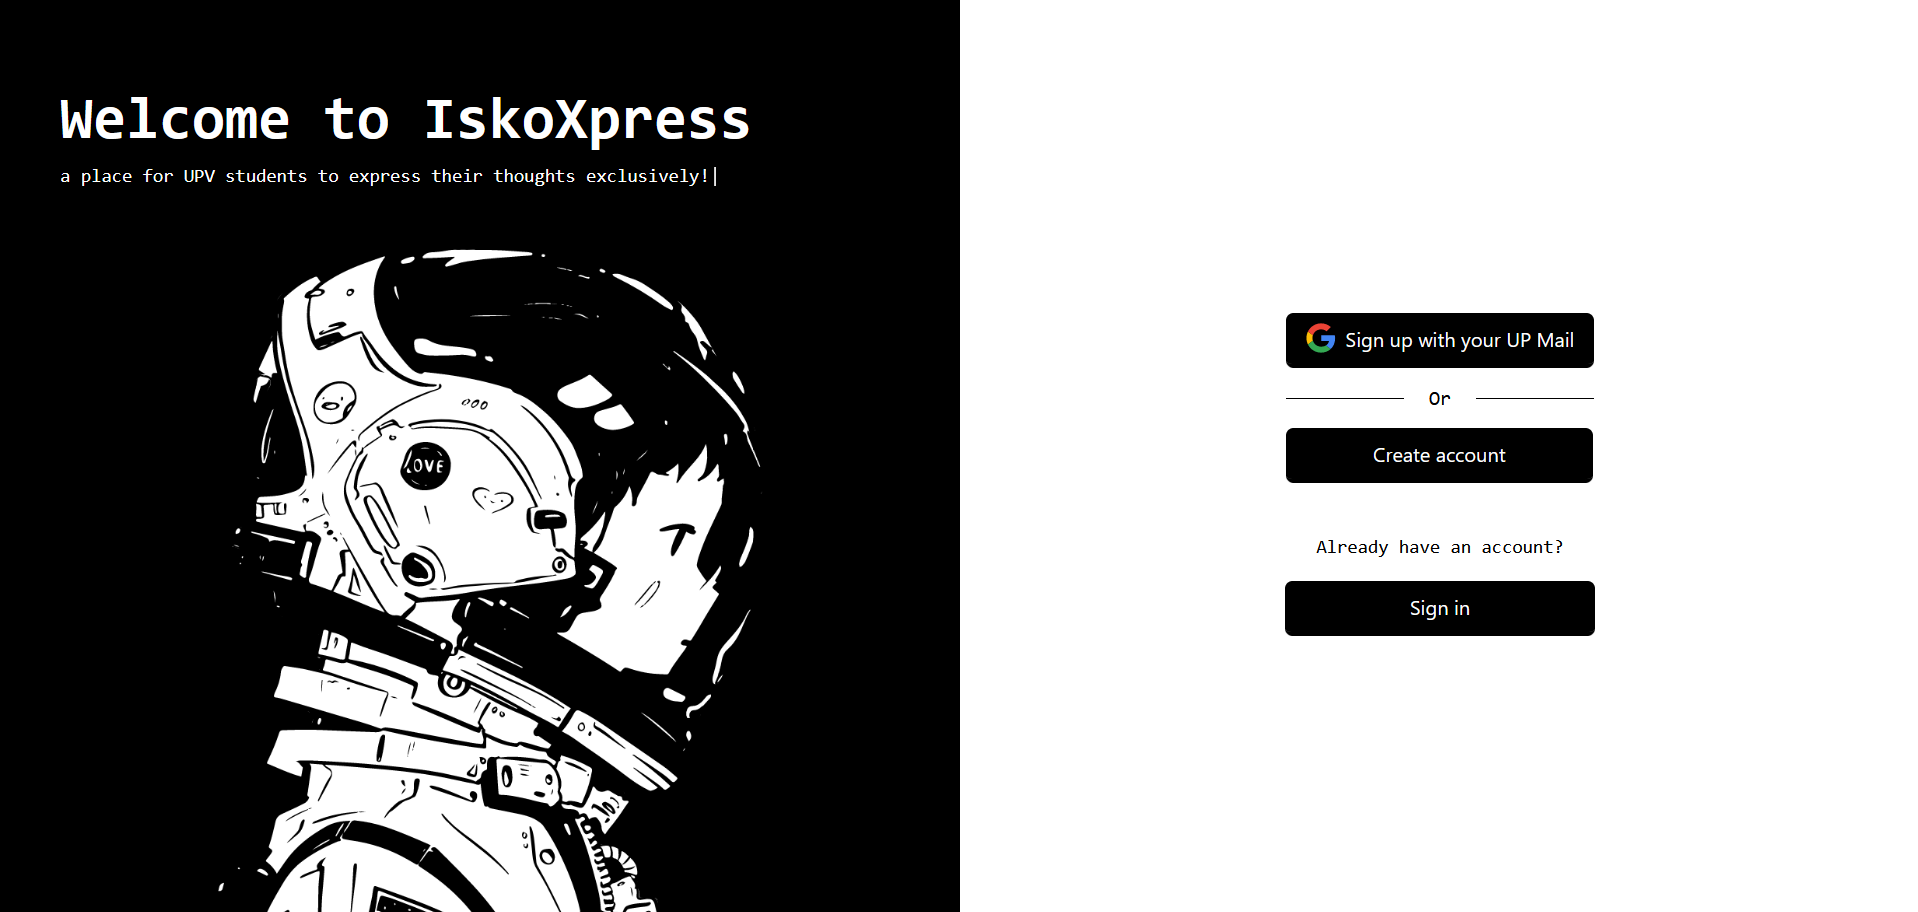 Welcome to IskoXpress
a place for UPV students to express their thoughts exclusively!
LOVE
Sign up with your UP Mail
Or
Create account
Already have an account?
Sign in